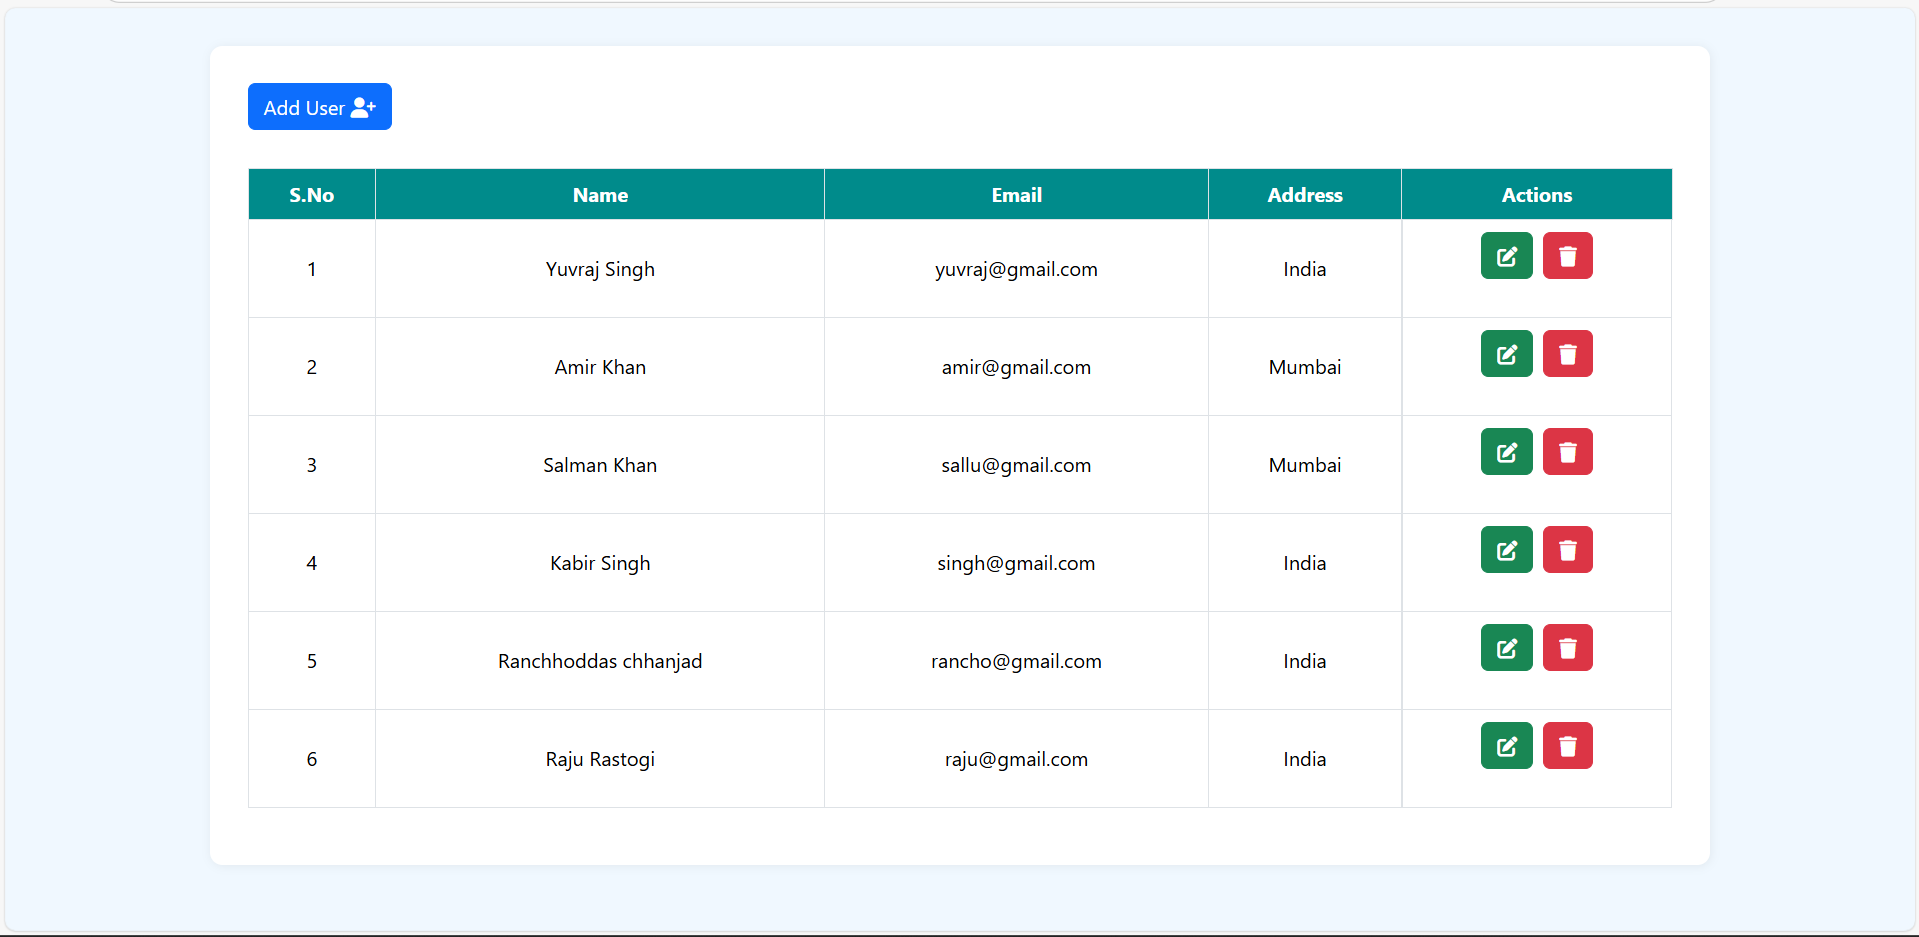 Add User
S.No Name Email Address Actions
1 Yuvraj Singh yuvraj@gmail.com India
2 Amir Khan amir@gmail.com Mumbai
3 Salman Khan sallu@gmail.com Mumbai
4 Kabir Singh singh@gmail.com India
5 Ranchhoddas chhanjad rancho@gmail.com India
6 Raju Rastogi raju@gmail.com India